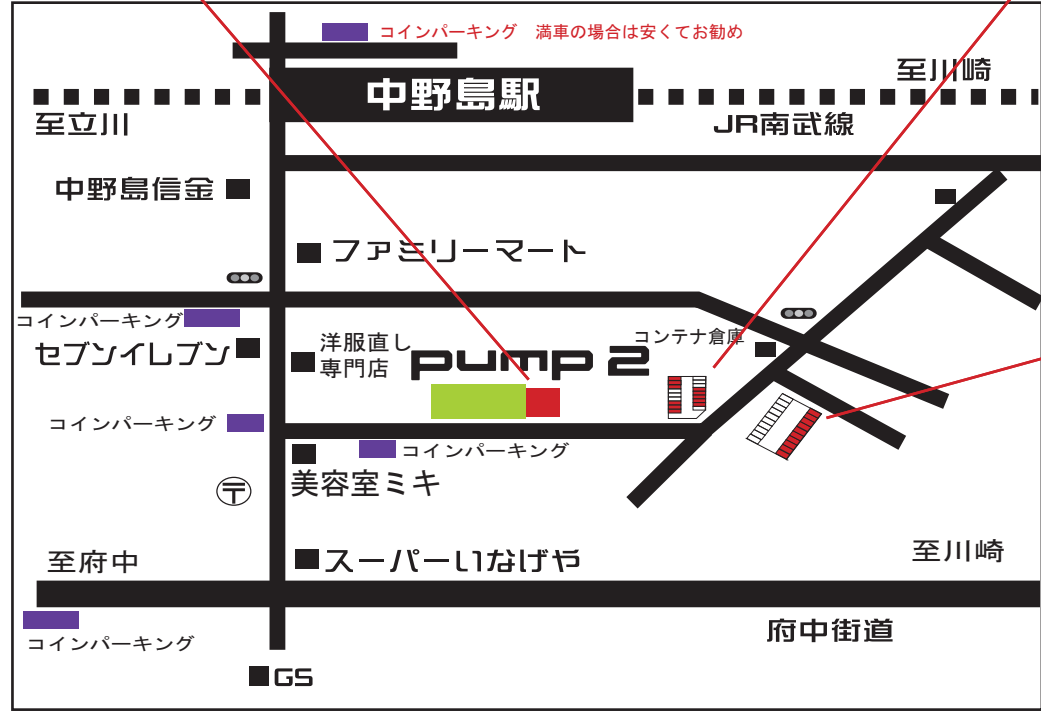 コインパーキング　満車の場合は安くてお勧め
至川崎
中野島駅
至立川
JR南武線
中野島信金
ファミリーマート
コインパーキング
セブンイレブン
洋服直し
専門店
pump 2
コンテナ倉庫
コインパーキング
コインパーキング
美容室ミキ
〒
スーパーいなげや
至府中
至川崎
府中街道
コインパーキング
GS